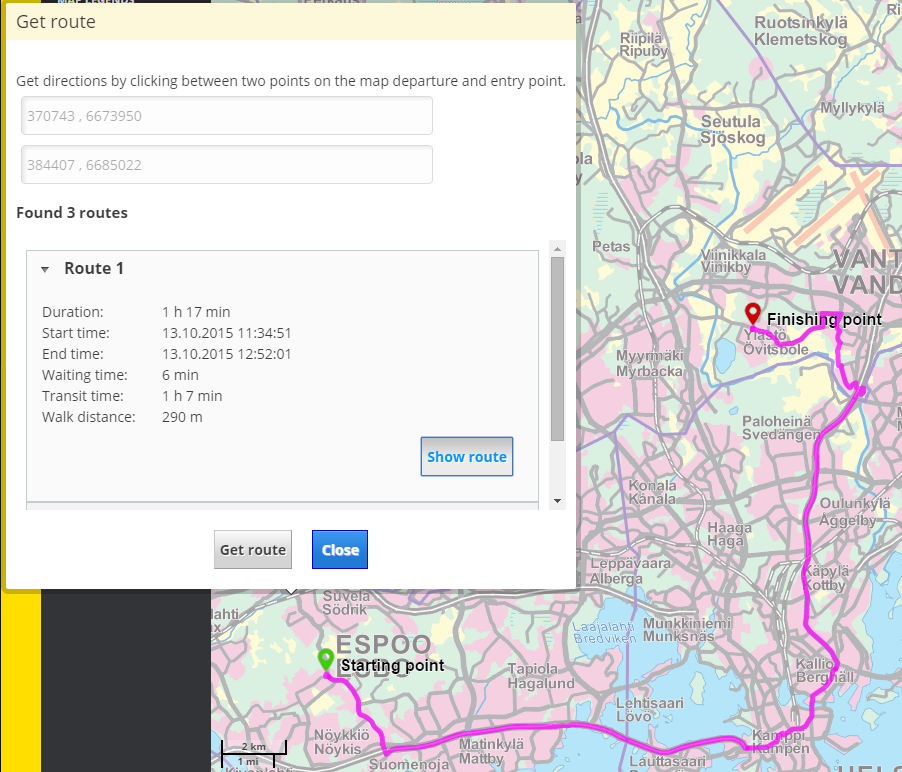 Get route
Get directions by clicking between two points on the map departure and entry point.
370743 , 6673950
384407 , 6685022
Found 3 routes
Route 1
Duration: 1 h 17 min
Start time: 13.10.2015 11:34:51
End time: 13.10.2015 12:52:01
Waiting time: 6 min
Transit time: 1 h 7 min
Walk distance: 290 m
Show route
Get route
Close
Ruotsinkylä
Klemetskog
Riipilä
Ripuby
Myllykylä
Seutula
Sjöskog
Petas
Viinikkala
Vinikby
VANT
VAND
Finishing point
Ylästö
Övitsböle
Myyrmäki
Myrbacka
Paloheinä
Svedängen
Konala
Kånala
Oulunkylä
Åggelby
Haaga
Haga
Leppävaara
Alberga
Käpylä
Kottby
Suvela
Södrik
Laajalahti
Bredviken
Munkkiniemi
Munksnäs
ESPOO
Starting point
Kallio
Berghäll
Tapiola
Hagalund
Lehtisaari
Lövö
Nöykkiö
Nöykis
Matinkylä
Mattby
Kamppi
Kampen
Suomenoja
Lauttasaari
2 km
1 mi